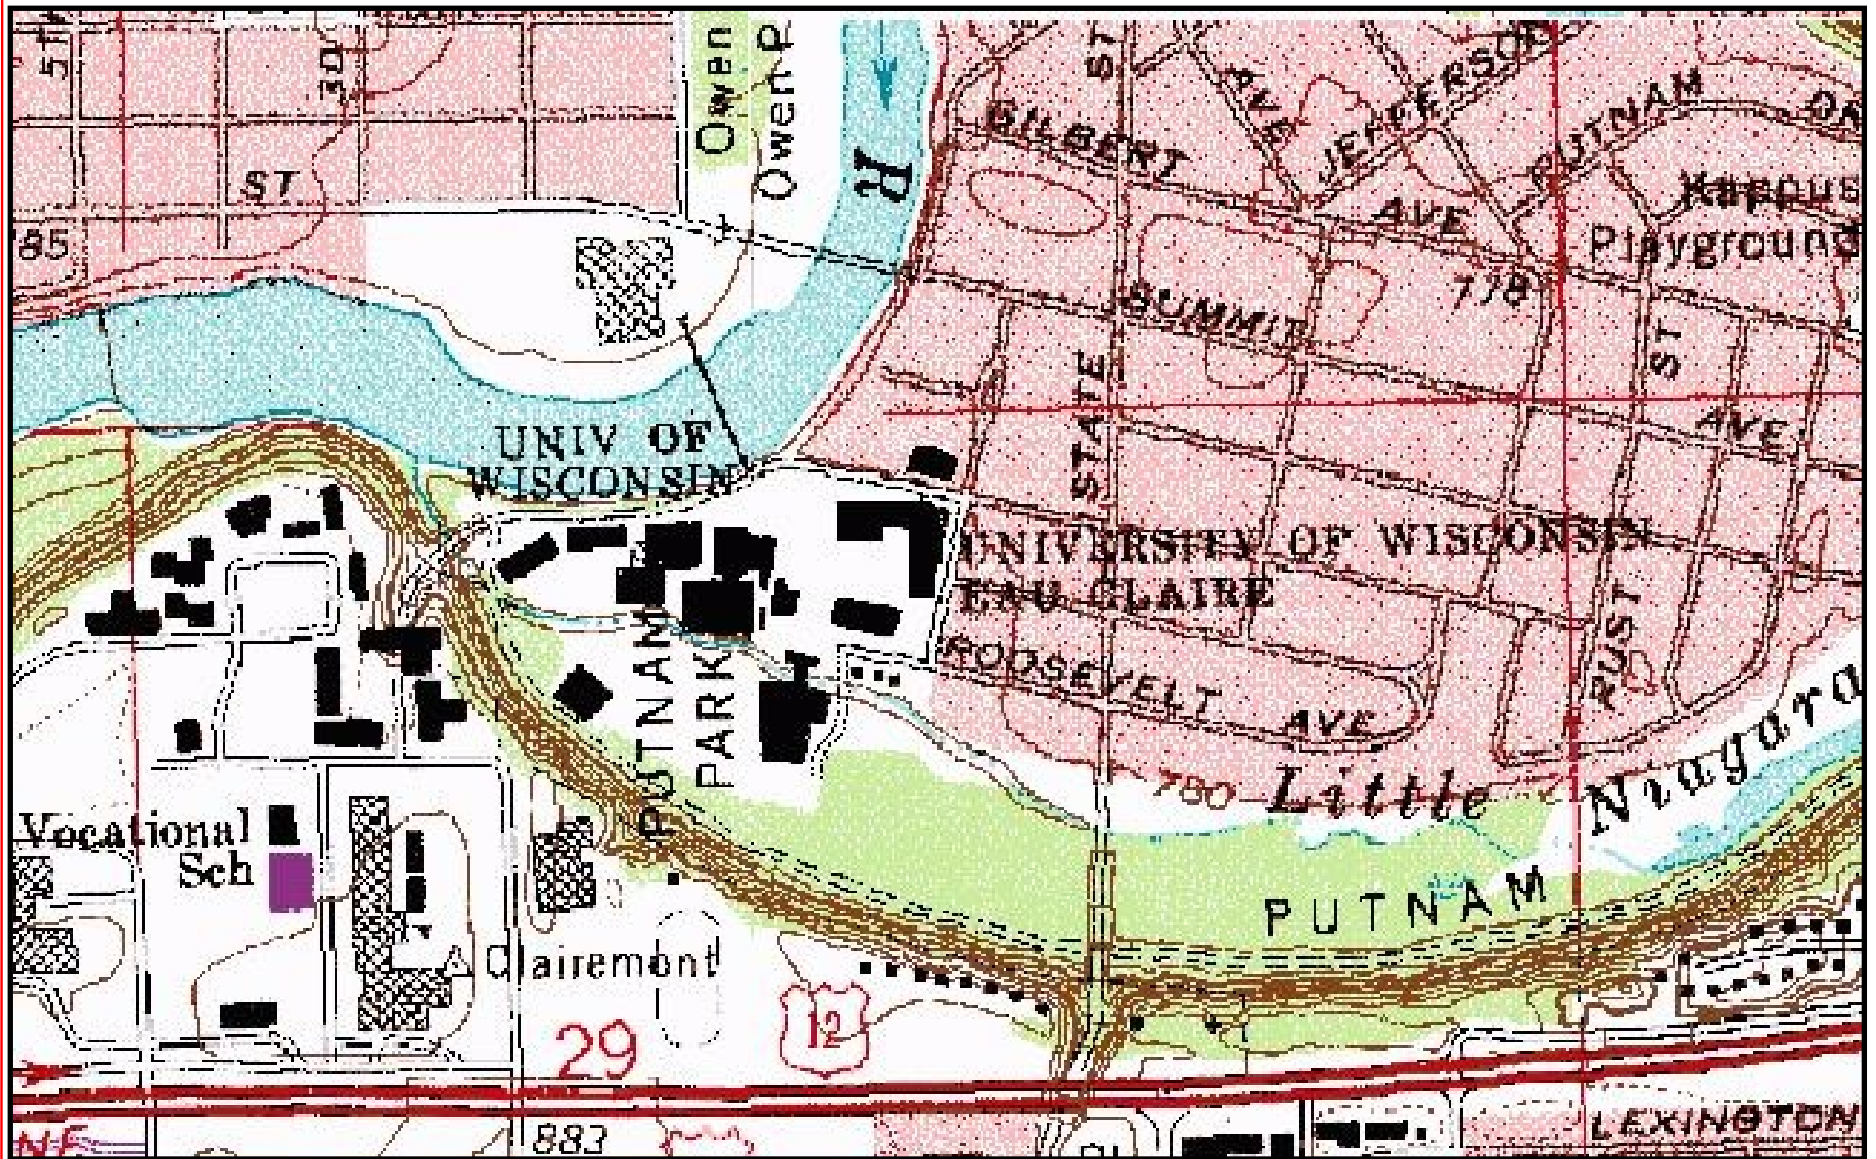 5th
3D
Owen
Owen P
ST
R
GILBERT
AVE
JEFFERSON
PUTNAM
DR
ST
AVE
Kappus
Playground
778
785
SUMMIT
ST
AVE
STATE
UNIV OF
WISCONSIN
UNIVERSITY OF WISCONSIN
EAU CLAIRE
ROOSEVELT
AVE
RUST
PUTNAM
PARK
780
Little
Niagara
Vocational
Sch
PUTNAM
Clairemont
29
12
883
LEXINGTON